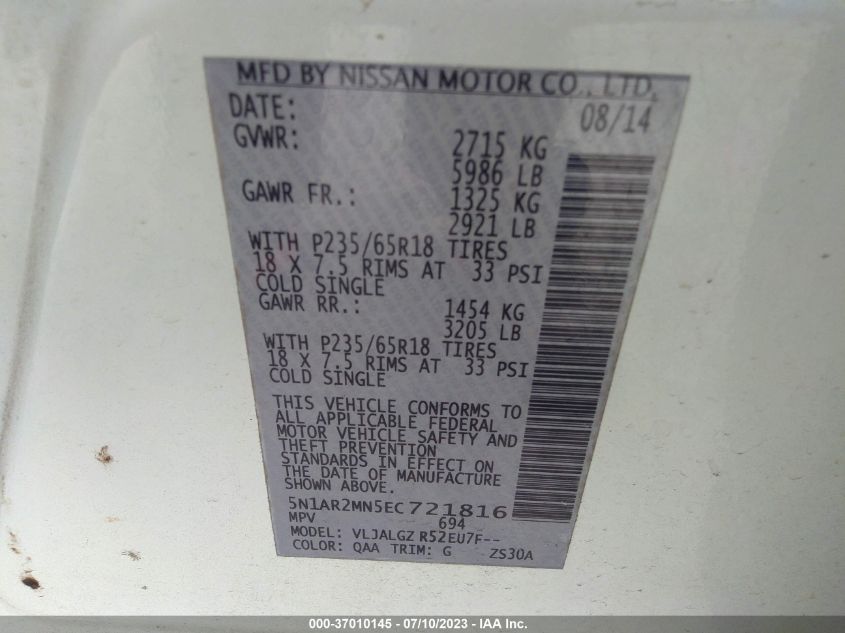 MFD BY NISSAN MOTOR CO., LTD.
DATE: 08/14
GVWR: 2715 KG
5986 LB
GAWR FR.: 1325 KG
2921 LB
WITH P235/65R18 TIRES
18 X 7.5 RIMS AT 33 PSI
COLD SINGLE
GAWR RR.: 1454 KG
3205 LB
WITH P235/65R18 TIRES
18 X 7.5 RIMS AT 33 PSI
COLD SINGLE
THIS VEHICLE CONFORMS TO
ALL APPLICABLE FEDERAL
MOTOR VEHICLE SAFETY AND
THEFT PREVENTION
STANDARDS IN EFFECT ON
THE DATE OF MANUFACTURE
SHOWN ABOVE.
5N1AR2MN5EC721816
MPV 694
MODEL: VLJALGZ R52EU7F--
COLOR: QAA TRIM: G ZS30A
000-37010145 - 07/10/2023 - IAA Inc.